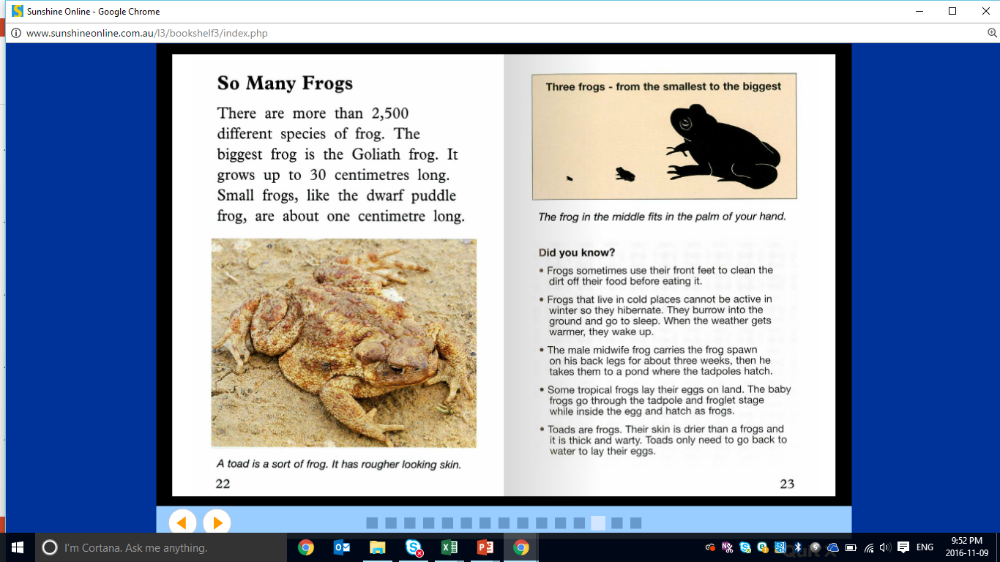 Sunshine Online - Google Chrome
www.sunshineonline.com.au/l3/bookshelf3/index.php
So Many Frogs
There are more than 2,500
different species of frog. The
biggest frog is the Goliath frog. It
grows up to 30 centimetres long.
Small frogs, like the dwarf puddle
frog, are about one centimetre long.
A toad is a sort of frog. It has rougher looking skin.
22
Three frogs - from the smallest to the biggest
The frog in the middle fits in the palm of your hand.
Did you know?
• Frogs sometimes use their front feet to clean the
dirt off their food before eating it.
• Frogs that live in cold places cannot be active in
winter so they hibernate. They burrow into the
ground and go to sleep. When the weather gets
warmer, they wake up.
• The male midwife frog carries the frog spawn
on his back legs for about three weeks, then he
takes them to a pond where the tadpoles hatch.
• Some tropical frogs lay their eggs on land. The baby
frogs go through the tadpole and froglet stage
while inside the egg and hatch as frogs.
• Toads are frogs. Their skin is drier than a frogs and
it is thick and warty. Toads only need to go back to
water to lay their eggs.
23
I'm Cortana. Ask me anything.
ENG
9:52 PM
2016-11-09
Quit X